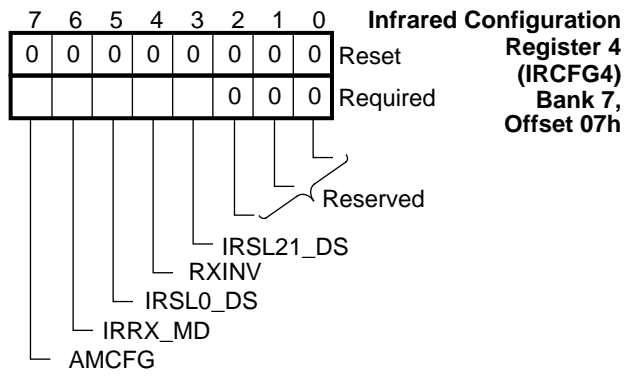 7 6 5 4 3 2 1 0
Infrared Configuration
Register 4
(IRCFG4)
Bank 7,
Offset 07h
0 0 0 0 0 0 0 0 Reset
0 0 0 Required
Reserved
IRSL21_DS
RXINV
IRSL0_DS
IRRX_MD
AMCFG